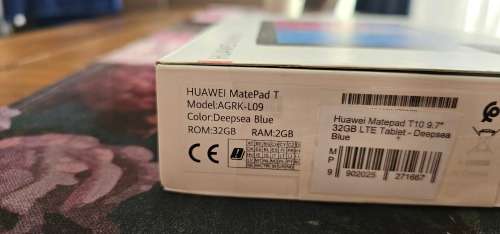 HUAWEI
HUAWEI MatePad T
Model:AGRK-L09
Color:Deepsea Blue
ROM:32GB RAM:2GB
CE
Huawei Matepad T10 9.7"
32GB LTE Tablet - Deepsea
Blue
M
P
9 902025 271667